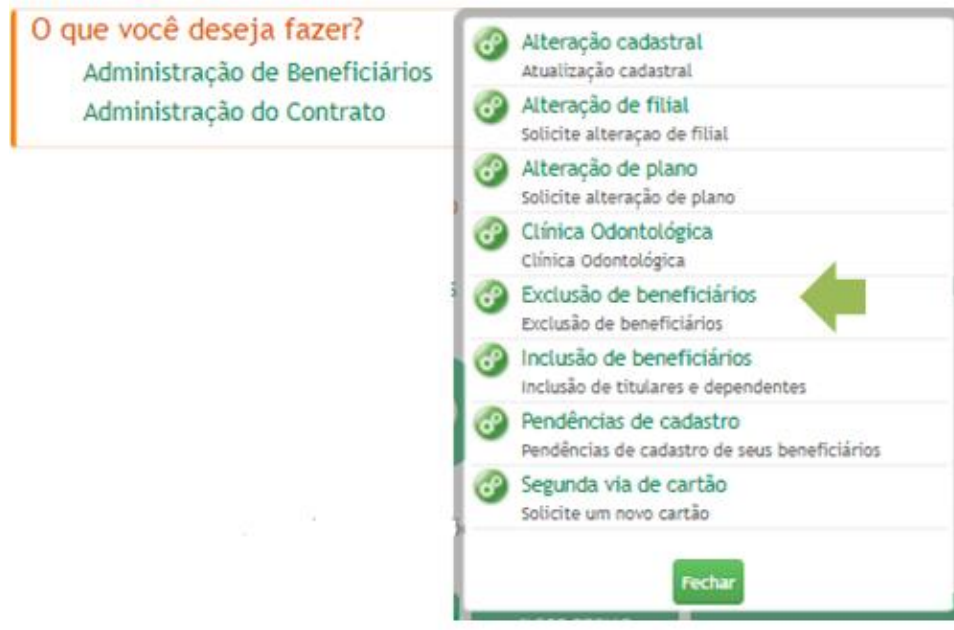 O que você deseja fazer?
Administração de Beneficiários
Administração do Contrato
Alteração cadastral
Atualização cadastral
Alteração de filial
Solicite alteraçao de filial
Alteração de plano
Solicite alteração de plano
Clínica Odontológica
Clínica Odontológica
Exclusão de beneficiários
Exclusão de beneficiários
Inclusão de beneficiários
Inclusão de titulares e dependentes
Pendências de cadastro
Pendências de cadastro de seus beneficiários
Segunda via de cartão
Solicite um novo cartão
Fechar